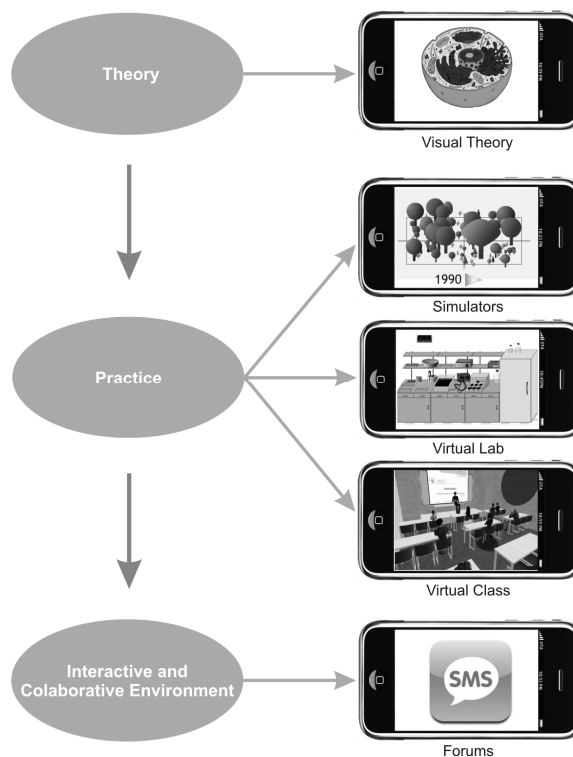 Theory
Visual Theory
1990
Simulators
Practice
Virtual Lab
Virtual Class
Interactive and
Colaborative Environment
SMS
Forums